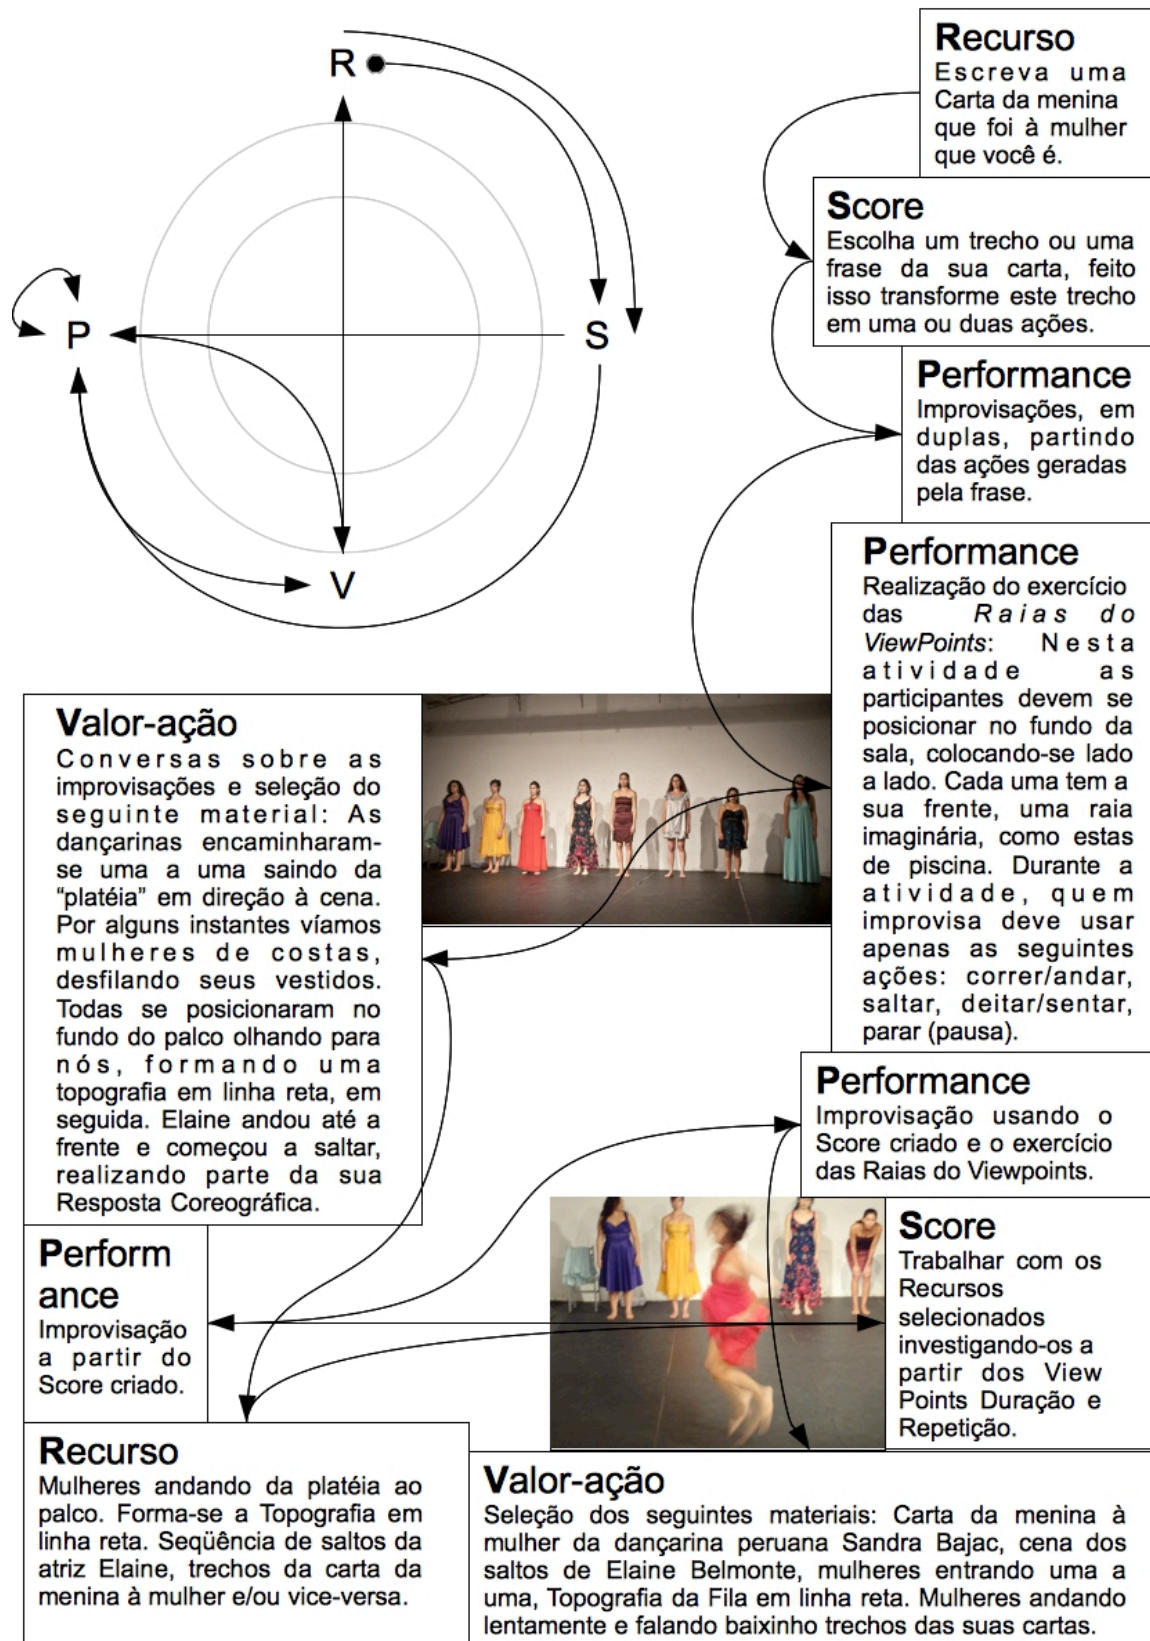 R
P
S
V
Recurso
Escreva uma
Carta da menina
que foi à mulher
que você é.
Score
Escolha um trecho ou uma
frase da sua carta, feito
isso transforme este trecho
em uma ou duas ações.
Performance
Improvisações, em
duplas, partindo
das ações geradas
pela frase.
Performance
Realização do exercício
das Raias do
ViewPoints: Nesta
atividade as
participantes devem se
posicionar no fundo da
sala, colocando-se lado
a lado. Cada uma tem a
sua frente, uma raia
imaginária, como estas
de piscina. Durante a
atividade, quem
improvisa deve usar
apenas as seguintes
ações: correr/andar,
saltar, deitar/sentar,
parar (pausa).
Valor-ação
Conversas sobre as
improvisações e seleção do
seguinte material: As
dançarinas encaminharam-
se uma a uma saindo da
“platéia” em direção à cena.
Por alguns instantes víamos
mulheres de costas,
desfilando seus vestidos.
Todas se posicionaram no
fundo do palco olhando para
nós, formando uma
topografia em linha reta, em
seguida. Elaine andou até a
frente e começou a saltar,
realizando parte da sua
Resposta Coreográfica.
Performance
Improvisação usando o
Score criado e o exercício
das Raias do Viewpoints.
Score
Trabalhar com os
Recursos
selecionados
investigando-os a
partir dos View
Points Duração e
Repetição.
Perform
ance
Improvisação
a partir do
Score criado.
Recurso
Mulheres andando da platéia ao
palco. Forma-se a Topografia em
linha reta. Seqüência de saltos da
atriz Elaine, trechos da carta da
menina à mulher e/ou vice-versa.
Valor-ação
Seleção dos seguintes materiais: Carta da menina à
mulher da dançarina peruana Sandra Bajac, cena dos
saltos de Elaine Belmonte, mulheres entrando uma a
uma, Topografia da Fila em linha reta. Mulheres andando
lentamente e falando baixinho trechos das suas cartas.